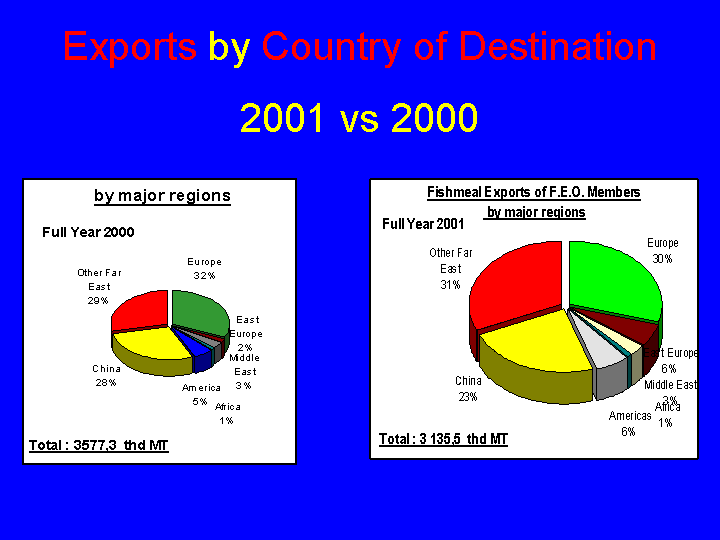 Exports by Country of Destination
2001 vs 2000
by major regions
Full Year 2000
Europe
32%
Other Far
East
29%
East
Europe
2%
Middle
East
3%
China
28%
America
5%
Africa
1%
Total : 3577,3 thd MT
Fishmeal Exports of F.E.O. Members
by major regions
Full Year 2001
Europe
30%
Other Far
East
31%
East Europe
6%
Middle East
3%
Africa
1%
China
23%
Americas
6%
Total : 3 135,5 thd MT